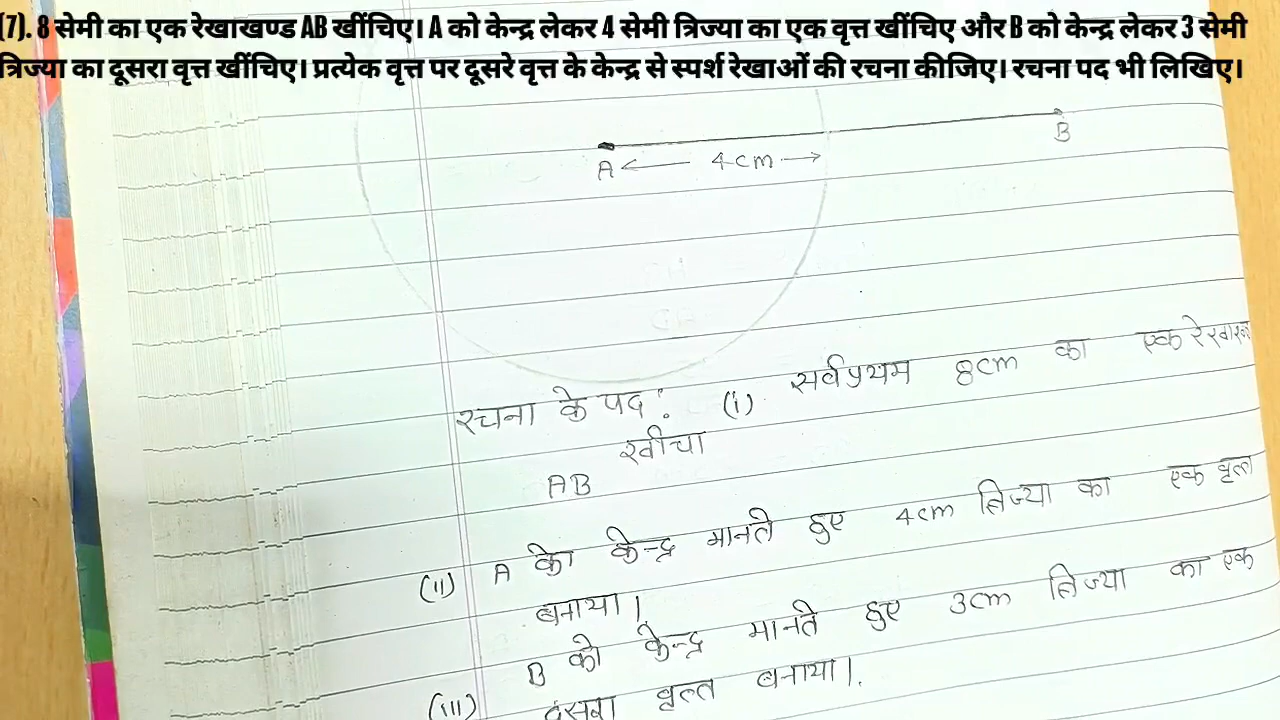 (7). 8 सेमी का एक रेखाखण्ड AB खींचिए। A को केन्द्र लेकर 4 सेमी त्रिज्या का एक वृत्त खींचिए और B को केन्द्र लेकर 3 सेमी
त्रिज्या का दूसरा वृत्त खींचिए। प्रत्येक वृत्त पर दूसरे वृत्त के केन्द्र से स्पर्श रेखाओं की रचना कीजिए। रचना पद भी लिखिए।
A 4cm B
रचना के पद: (i) सर्वप्रथम 8cm का एक
AB खीचा
(ii) A को केन्द्र मानते हुए 4cm त्रिज्या का एक वृत्त
बनाया।
(iii) B को केन्द्र मानते हुए 3cm त्रिज्या का एक
दूसरा वृत्त बनाया।